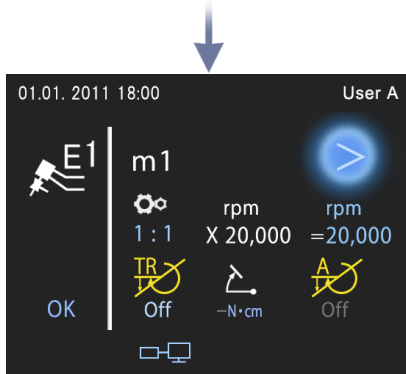 01.01. 2011 18:00 User A
E1
m1
>
rpm rpm
1 : 1 X 20,000 =20,000
TR A
OK Off –N•cm Off